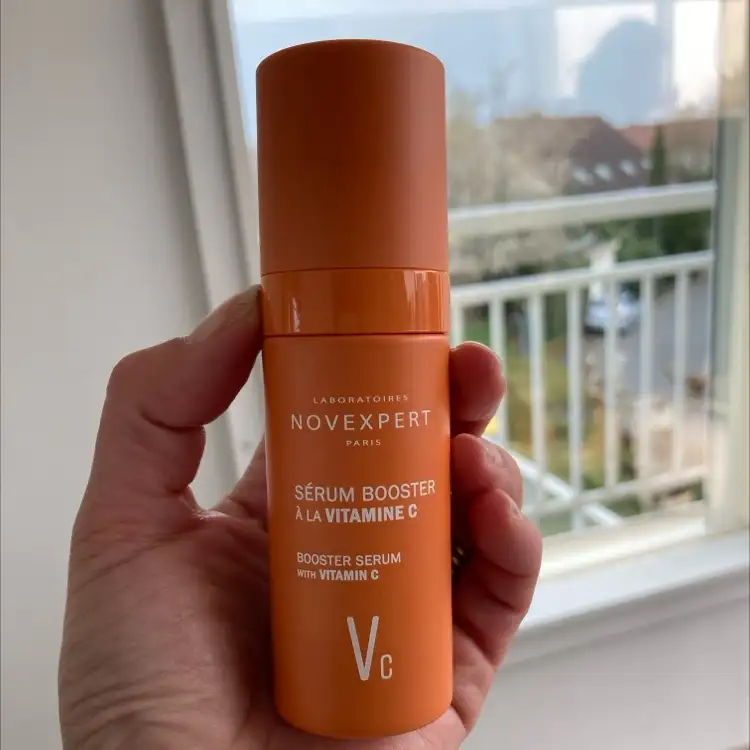 LABORATOIRES
NOVEXPERT
PARIS
SÉRUM BOOSTER
À LA VITAMINE C
BOOSTER SERUM
WITH VITAMIN C
Vc